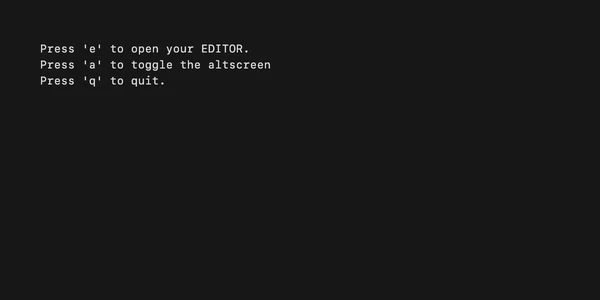 Press 'e' to open your EDITOR.
Press 'a' to toggle the altscreen
Press 'q' to quit.